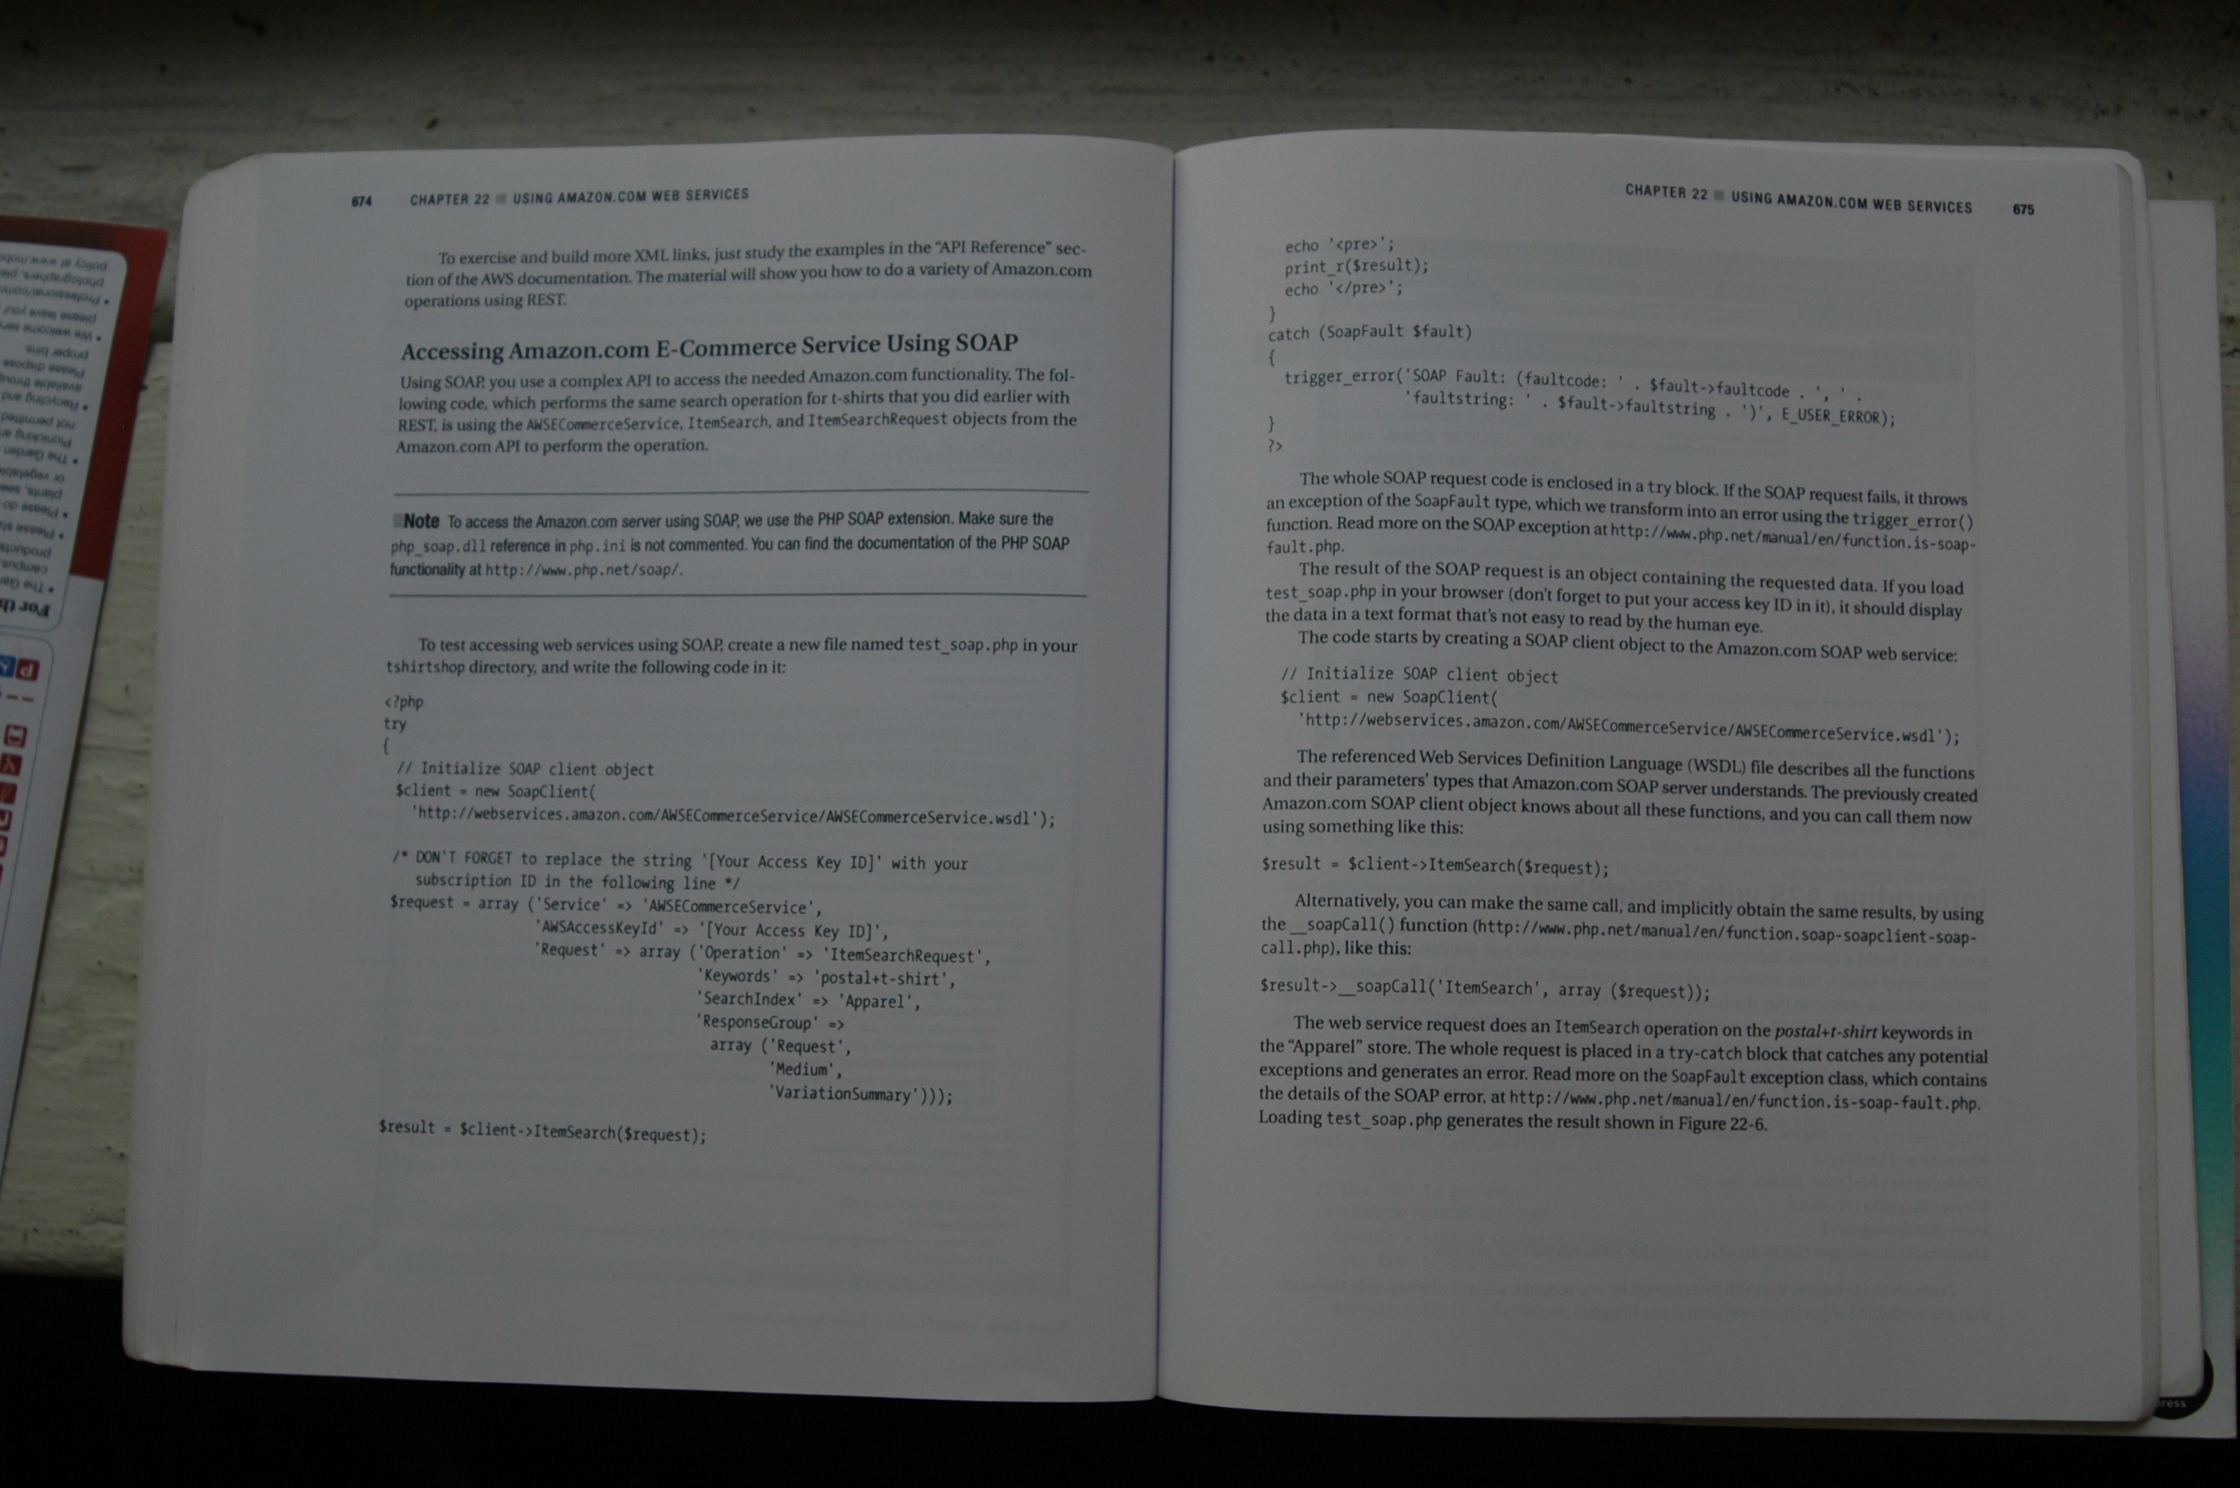 674 CHAPTER 22 ■ USING AMAZON.COM WEB SERVICES
To exercise and build more XML links, just study the examples in the “API Reference” sec-
tion of the AWS documentation. The material will show you how to do a variety of Amazon.com
operations using REST.
Accessing Amazon.com E-Commerce Service Using SOAP
Using SOAP, you use a complex API to access the needed Amazon.com functionality. The fol-
lowing code, which performs the same search operation for t-shirts that you did earlier with
REST, is using the AWSECommerceService, ItemSearch, and ItemSearchRequest objects from the
Amazon.com API to perform the operation.
■Note To access the Amazon.com server using SOAP, we use the PHP SOAP extension. Make sure the
php_soap.dll reference in php.ini is not commented. You can find the documentation of the PHP SOAP
functionality at http://www.php.net/soap/.
To test accessing web services using SOAP, create a new file named test_soap.php in your
tshirtshop directory, and write the following code in it:
<?php
try
{
// Initialize SOAP client object
$client = new SoapClient(
'http://webservices.amazon.com/AWSECommerceService/AWSECommerceService.wsdl');
/* DON'T FORGET to replace the string '[Your Access Key ID]' with your
subscription ID in the following line */
$request = array ('Service' => 'AWSECommerceService',
'AWSAccessKeyId' => '[Your Access Key ID]',
'Request' => array ('Operation' => 'ItemSearchRequest',
'Keywords' => 'postal+t-shirt',
'SearchIndex' => 'Apparel',
'ResponseGroup' =>
array ('Request',
'Medium',
'VariationSummary')));
$result = $client->ItemSearch($request);
CHAPTER 22 ■ USING AMAZON.COM WEB SERVICES 675
echo '<pre>';
print_r($result);
echo '</pre>';
}
catch (SoapFault $fault)
{
trigger_error('SOAP Fault: (faultcode: ' . $fault->faultcode . ', ' .
'faultstring: ' . $fault->faultstring . ')', E_USER_ERROR);
}
?>
The whole SOAP request code is enclosed in a try block. If the SOAP request fails, it throws
an exception of the SoapFault type, which we transform into an error using the trigger_error()
function. Read more on the SOAP exception at http://www.php.net/manual/en/function.is-soap-
fault.php.
The result of the SOAP request is an object containing the requested data. If you load
test_soap.php in your browser (don't forget to put your access key ID in it), it should display
the data in a text format that's not easy to read by the human eye.
The code starts by creating a SOAP client object to the Amazon.com SOAP web service:
// Initialize SOAP client object
$client = new SoapClient(
'http://webservices.amazon.com/AWSECommerceService/AWSECommerceService.wsdl');
The referenced Web Services Definition Language (WSDL) file describes all the functions
and their parameters' types that Amazon.com SOAP server understands. The previously created
Amazon.com SOAP client object knows about all these functions, and you can call them now
using something like this:
$result = $client->ItemSearch($request);
Alternatively, you can make the same call, and implicitly obtain the same results, by using
the __soapCall() function (http://www.php.net/manual/en/function.soap-soapclient-soap-
call.php), like this:
$result->__soapCall('ItemSearch', array ($request));
The web service request does an ItemSearch operation on the postal+t-shirt keywords in
the “Apparel” store. The whole request is placed in a try-catch block that catches any potential
exceptions and generates an error. Read more on the SoapFault exception class, which contains
the details of the SOAP error, at http://www.php.net/manual/en/function.is-soap-fault.php.
Loading test_soap.php generates the result shown in Figure 22-6.